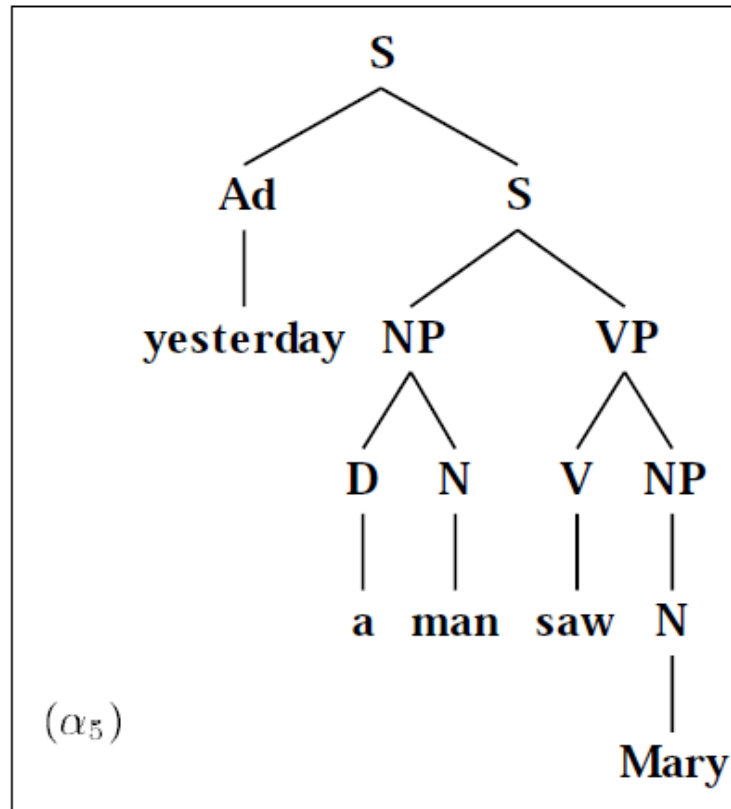 S
Ad S
yesterday NP VP
D N V NP
a man saw N
(α₅)
Mary